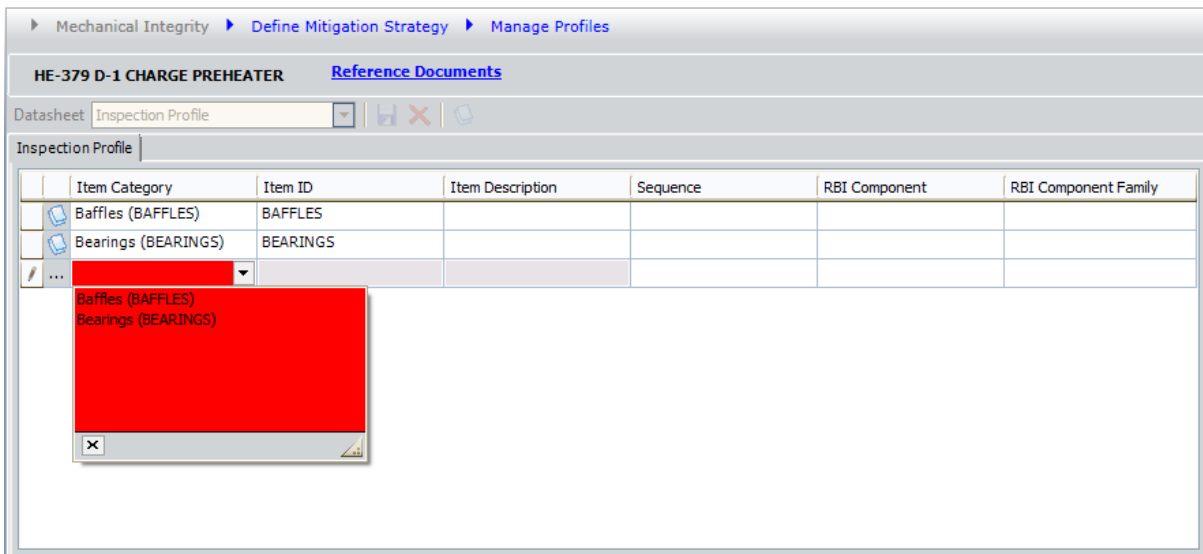 Mechanical Integrity Define Mitigation Strategy Manage Profiles
HE-379 D-1 CHARGE PREHEATER Reference Documents
Datasheet Inspection Profile
Inspection Profile
Item Category Item ID Item Description Sequence RBI Component RBI Component Family
Baffles (BAFFLES) BAFFLES
Bearings (BEARINGS) BEARINGS
...
Baffles (BAFFLES)
Bearings (BEARINGS)